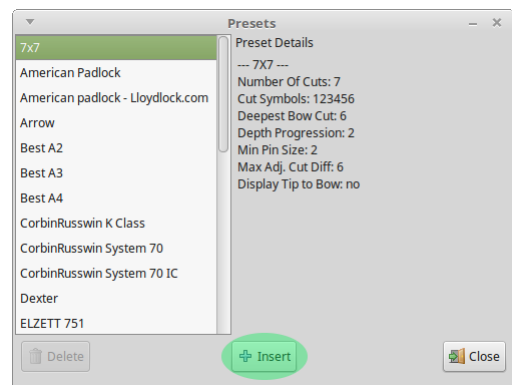 Presets
7x7
American Padlock
American padlock - Lloydlock.com
Arrow
Best A2
Best A3
Best A4
CorbinRusswin K Class
CorbinRusswin System 70
CorbinRusswin System 70 IC
Dexter
ELZETT 751
Preset Details
--- 7X7 ---
Number Of Cuts: 7
Cut Symbols: 123456
Deepest Bow Cut: 6
Depth Progression: 2
Min Pin Size: 2
Max Adj. Cut Diff: 6
Display Tip to Bow: no
Delete
Insert
Close